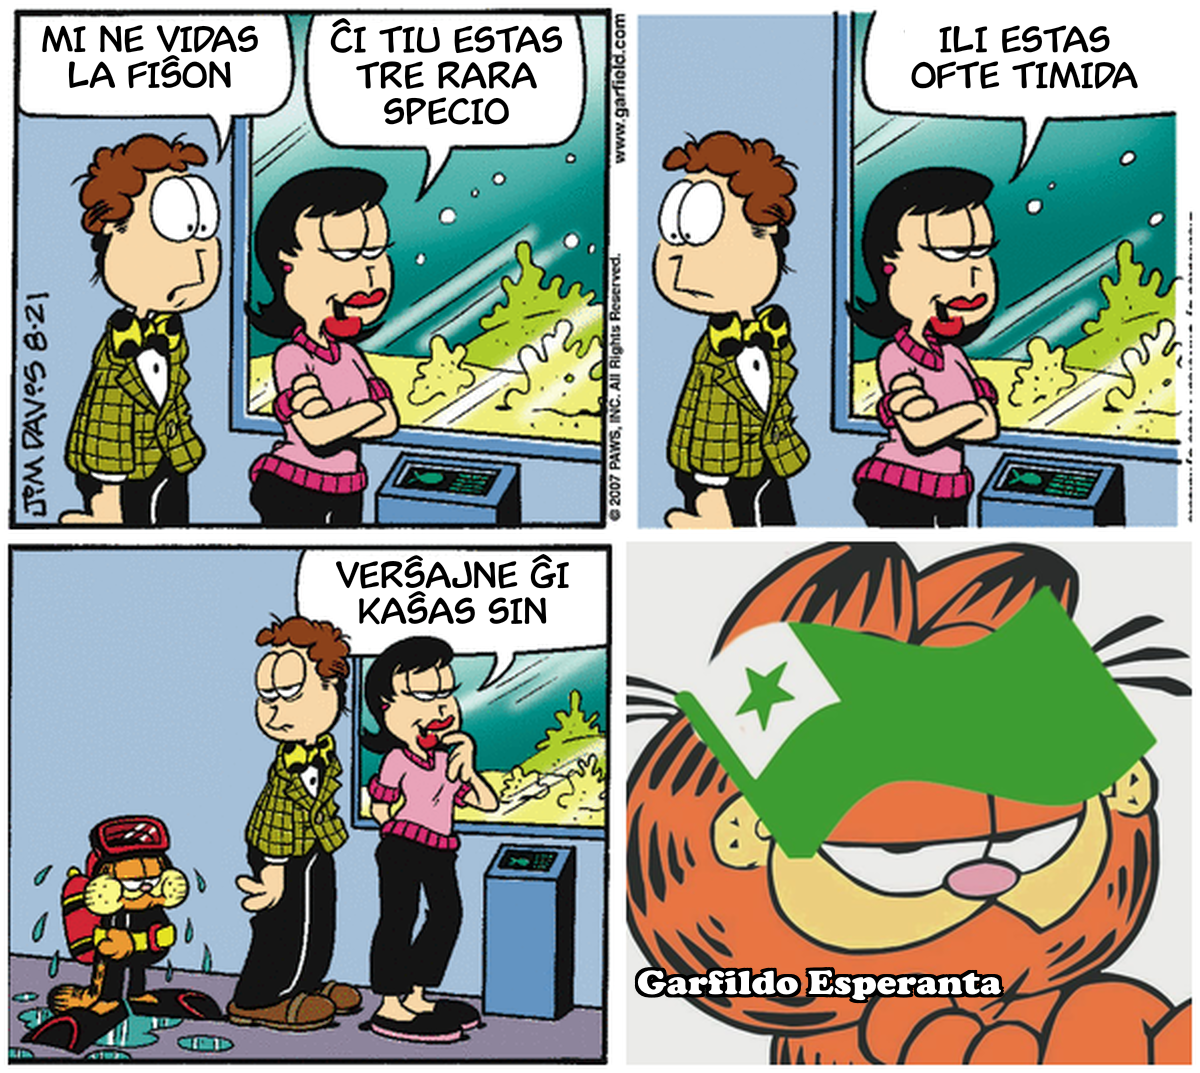 MI NE VIDAS
LA FIŜON
ĈI TIU ESTAS
TRE RARA
SPECIO
www.garfield.com
© 2007 PAWS, INC. All Rights Reserved.
JIM DAVIS 8·21
ILI ESTAS
OFTE TIMIDA
VERŜAJNE ĜI
KAŜAS SIN
Garfildo Esperanta